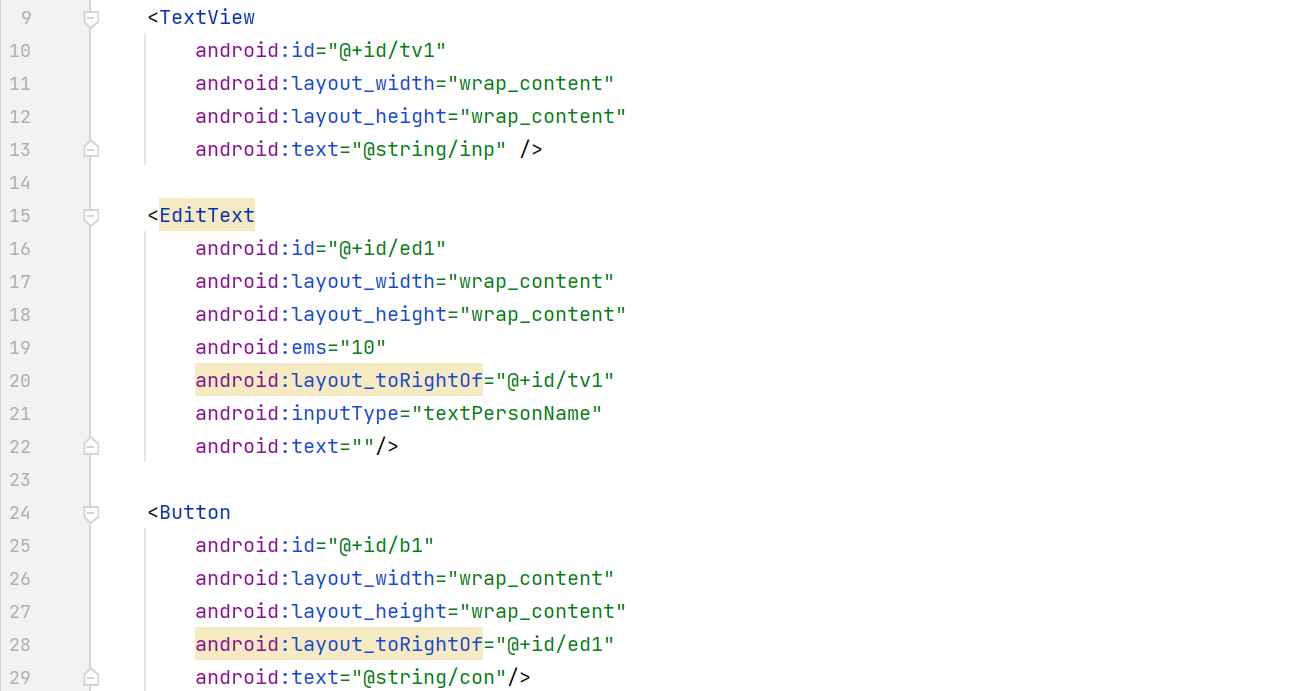 9 <TextView
10 android:id="@+id/tv1"
11 android:layout_width="wrap_content"
12 android:layout_height="wrap_content"
13 android:text="@string/inp" />
14
15 <EditText
16 android:id="@+id/ed1"
17 android:layout_width="wrap_content"
18 android:layout_height="wrap_content"
19 android:ems="10"
20 android:layout_toRightOf="@+id/tv1"
21 android:inputType="textPersonName"
22 android:text=""/>
23
24 <Button
25 android:id="@+id/b1"
26 android:layout_width="wrap_content"
27 android:layout_height="wrap_content"
28 android:layout_toRightOf="@+id/ed1"
29 android:text="@string/con"/>